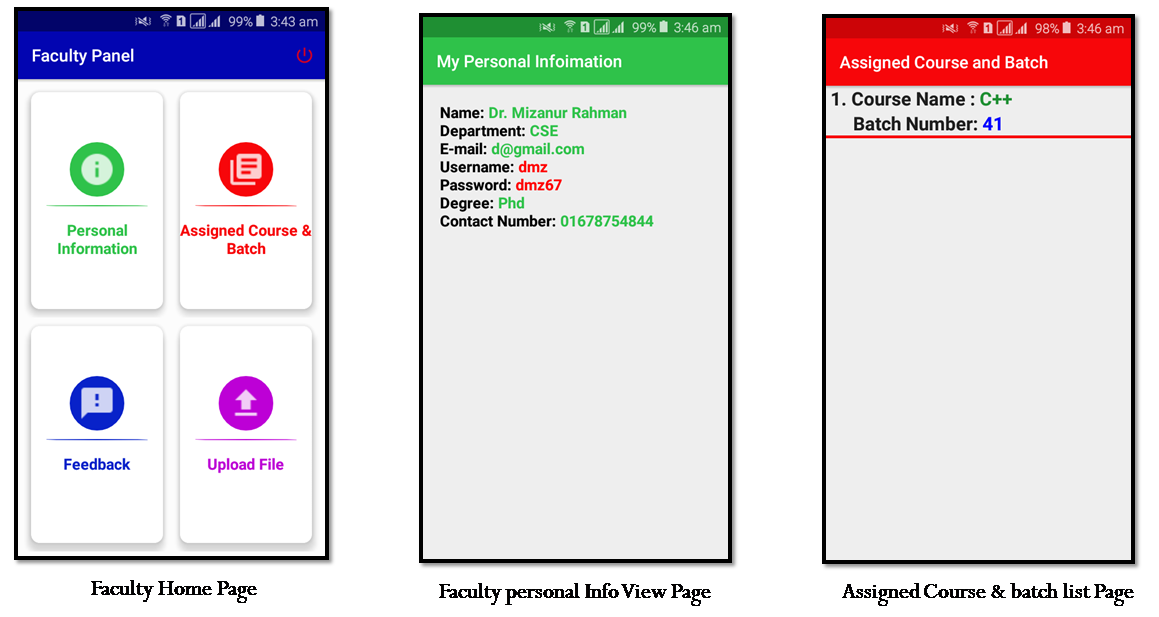 99% 3:43 am
Faculty Panel
Personal
Information
Assigned Course &
Batch
Feedback
Upload File
Faculty Home Page
99% 3:46 am
My Personal Infoimation
Name: Dr. Mizanur Rahman
Department: CSE
E-mail: d@gmail.com
Username: dmz
Password: dmz67
Degree: Phd
Contact Number: 01678754844
Faculty personal Info View Page
98% 3:46 am
Assigned Course and Batch
1. Course Name : C++
Batch Number: 41
Assigned Course & batch list Page